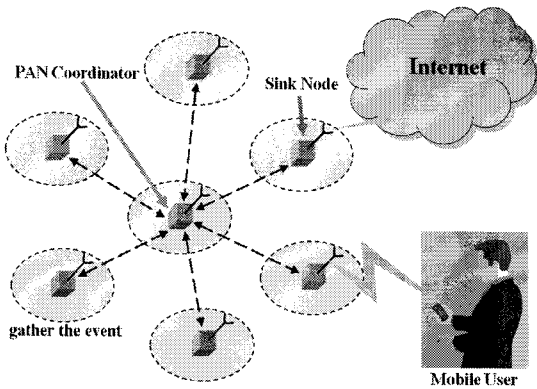 PAN Coordinator
Sink Node
Internet
gather the event
Mobile User